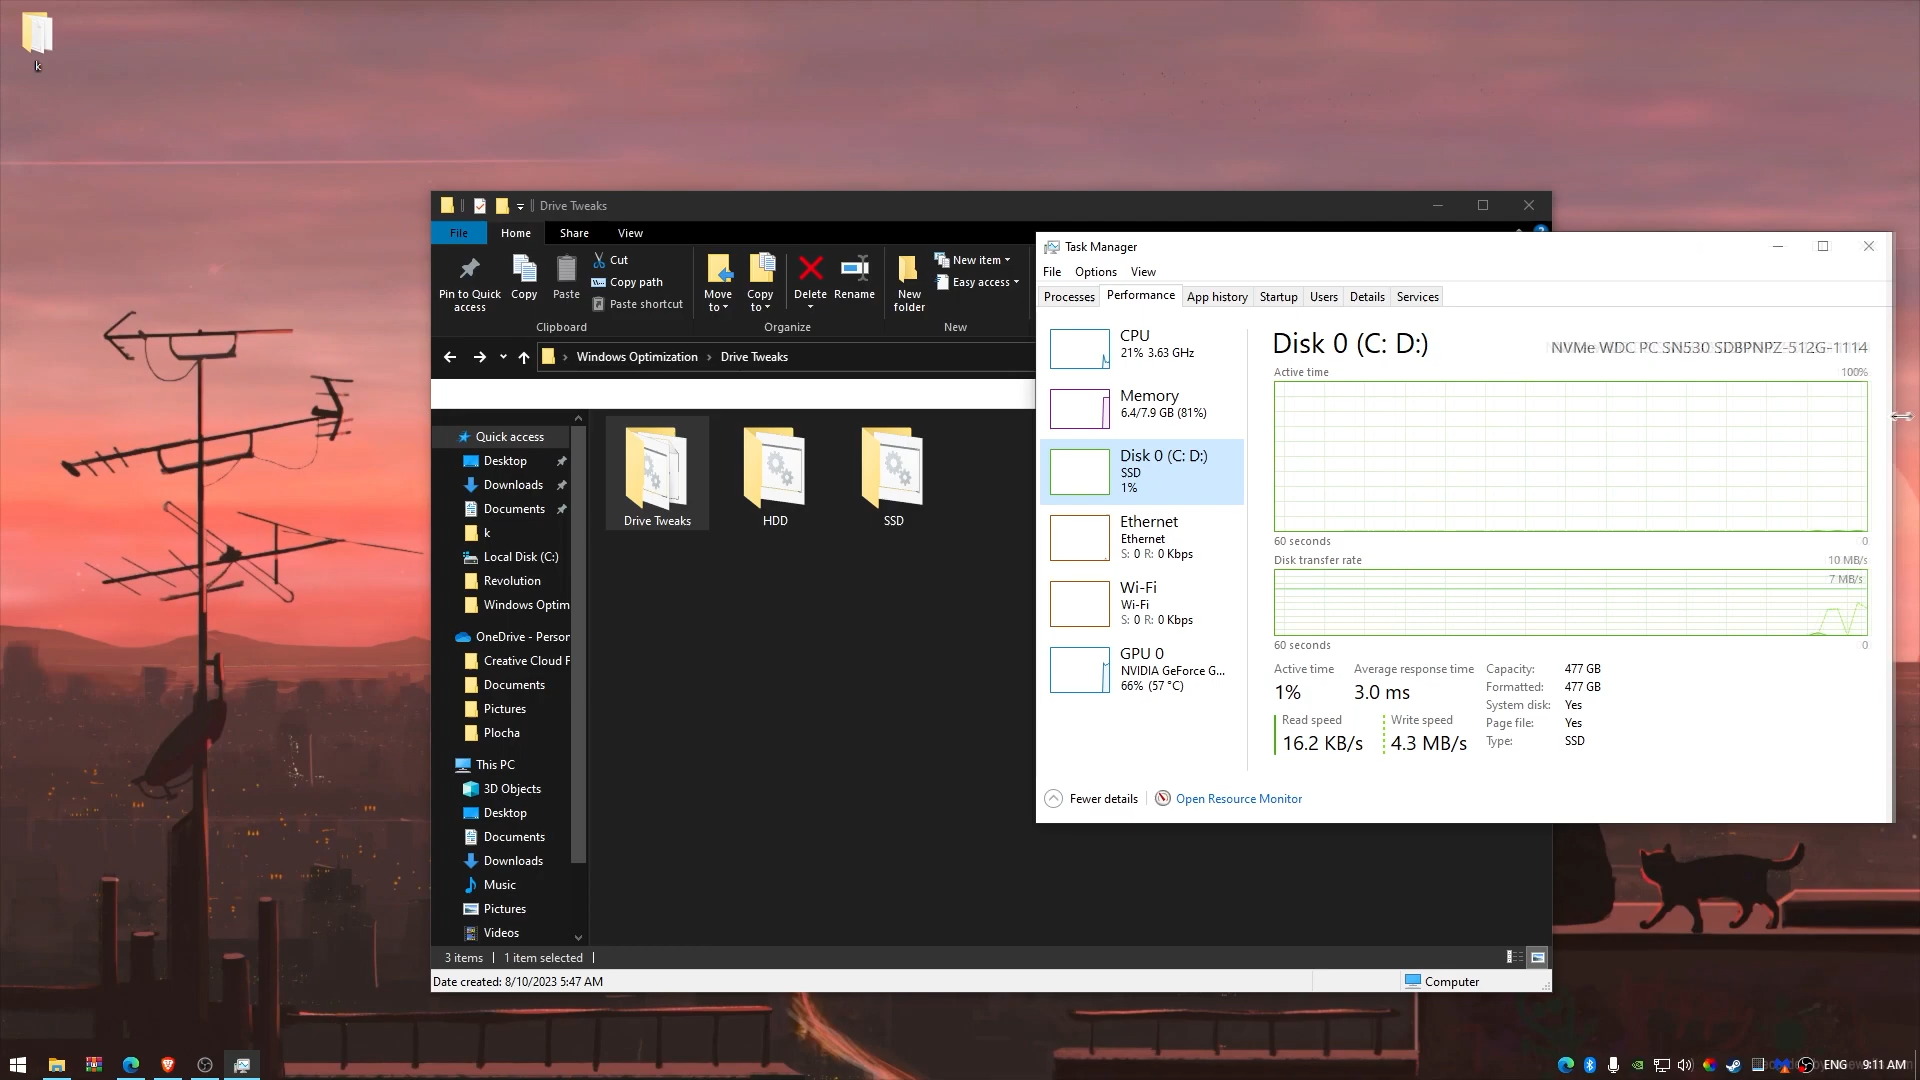 k
Drive Tweaks
File
Home
Share
View
Pin to Quick access
Copy
Paste
Cut
Copy path
Paste shortcut
Clipboard
Move to
Copy to
Delete
Rename
Organize
New folder
New item
Easy access
New
Windows Optimization
Drive Tweaks
Quick access
Desktop
Downloads
Documents
k
Local Disk (C:)
Revolution
Windows Optim
OneDrive - Person
Creative Cloud F
Documents
Pictures
Plocha
This PC
3D Objects
Desktop
Documents
Downloads
Music
Pictures
Videos
Drive Tweaks
HDD
SSD
3 items
1 item selected
Date created: 8/10/2023 5:47 AM
Computer
Task Manager
File Options View
Processes Performance App history Startup Users Details Services
CPU
21% 3.63 GHz
Memory
6.4/7.9 GB (81%)
Disk 0 (C: D:)
SSD
1%
Ethernet
Ethernet
S: 0 R: 0 Kbps
Wi-Fi
Wi-Fi
S: 0 R: 0 Kbps
GPU 0
NVIDIA GeForce G...
66% (57 °C)
Disk 0 (C: D:)
NVMe WDC PC SN530 SDBPNPZ-512G-1114
Active time
100%
60 seconds
0
Disk transfer rate
10 MB/s
7 MB/s
60 seconds
0
Active time
1%
Average response time
3.0 ms
Read speed
16.2 KB/s
Write speed
4.3 MB/s
Capacity: 477 GB
Formatted: 477 GB
System disk: Yes
Page file: Yes
Type: SSD
Fewer details
Open Resource Monitor
ENG
9:11 AM